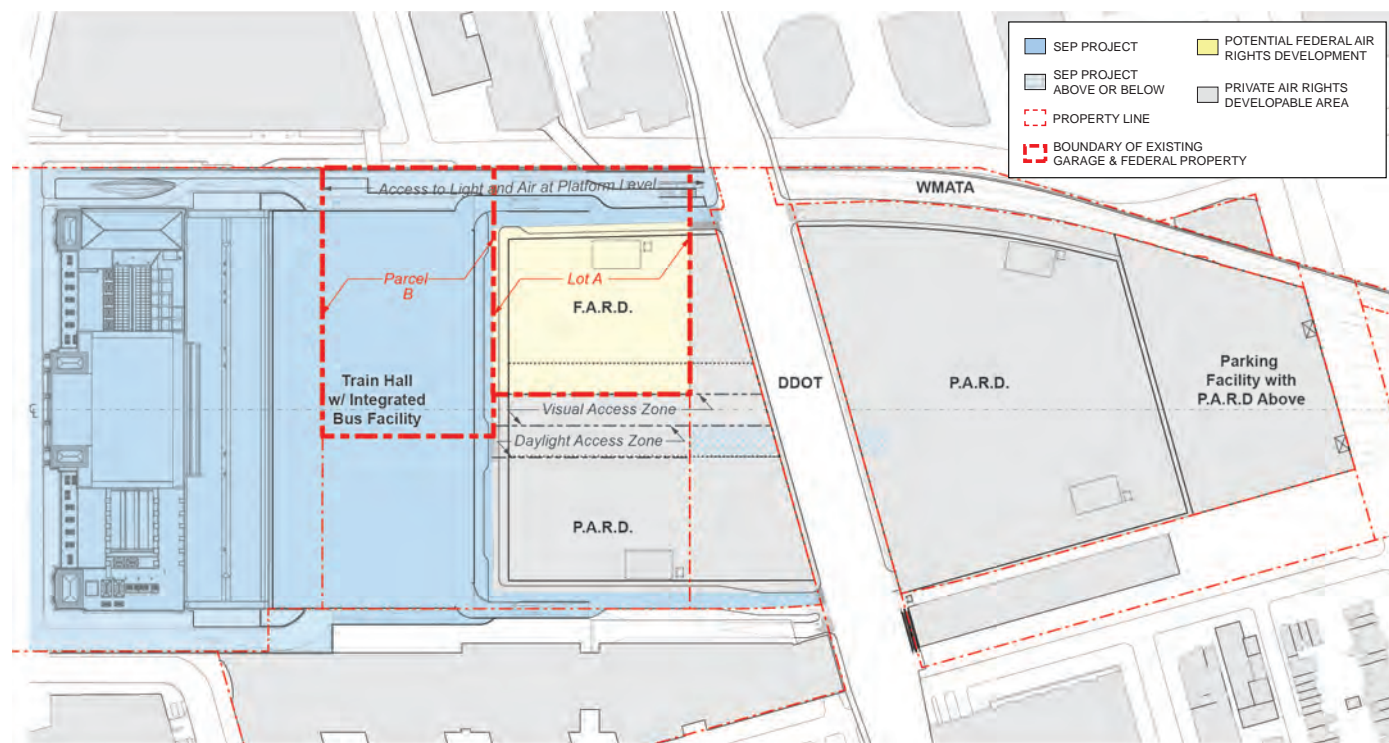 SEP PROJECT
SEP PROJECT
ABOVE OR BELOW
PROPERTY LINE
BOUNDARY OF EXISTING
GARAGE & FEDERAL PROPERTY
POTENTIAL FEDERAL AIR
RIGHTS DEVELOPMENT
PRIVATE AIR RIGHTS
DEVELOPABLE AREA
Access to Light and Air at Platform Level
WMATA
Parcel
B
Lot A
F.A.R.D.
Train Hall
w/ Integrated
Bus Facility
DDOT
P.A.R.D.
Parking
Facility with
P.A.R.D Above
Visual Access Zone
Daylight Access Zone
P.A.R.D.